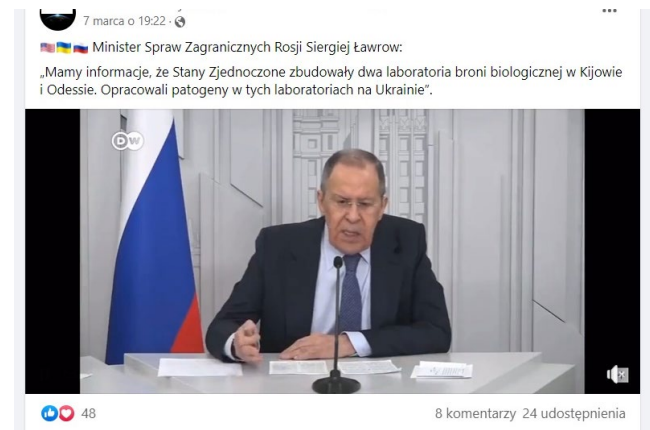 7 marca o 19:22 ·
Minister Spraw Zagranicznych Rosji Siergiej Ławrow:
„Mamy informacje, że Stany Zjednoczone zbudowały dwa laboratoria broni biologicznej w Kijowie
i Odessie. Opracowali patogeny w tych laboratoriach na Ukrainie”.
DW
48
8 komentarzy 24 udostępnienia